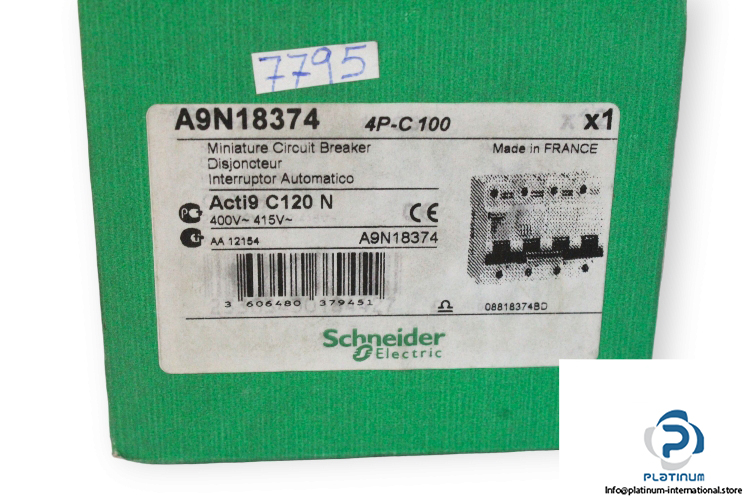 7795
A9N18374 4P-C 100 x1
Miniature Circuit Breaker Made in FRANCE
Disjoncteur
Interruptor Automatico
Acti9 C120 N
400V~ 415V~
CE
AA 12154 A9N18374
3 606480 379451
08818374BD
Schneider
Electric
PLATINUM
Info@platinum-international.store